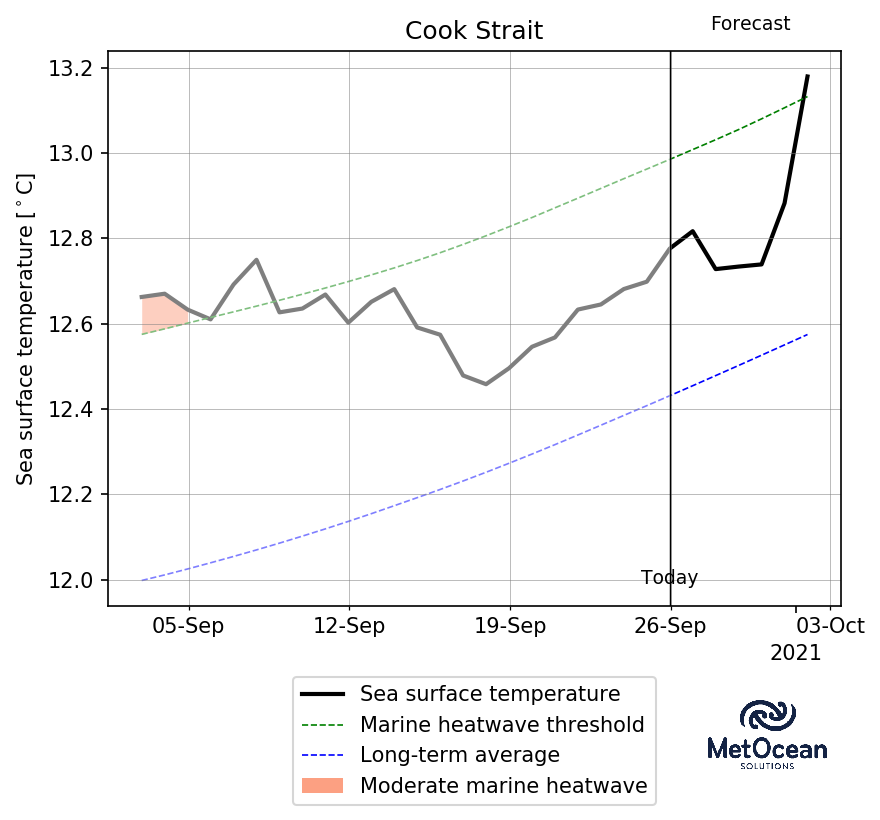 Forecast
Cook Strait
Sea surface temperature [°C]
13.2
13.0
12.8
12.6
12.4
12.2
12.0
Today
05-Sep
12-Sep
19-Sep
26-Sep
03-Oct
2021
Sea surface temperature
Marine heatwave threshold
Long-term average
Moderate marine heatwave
MetOcean
SOLUTIONS